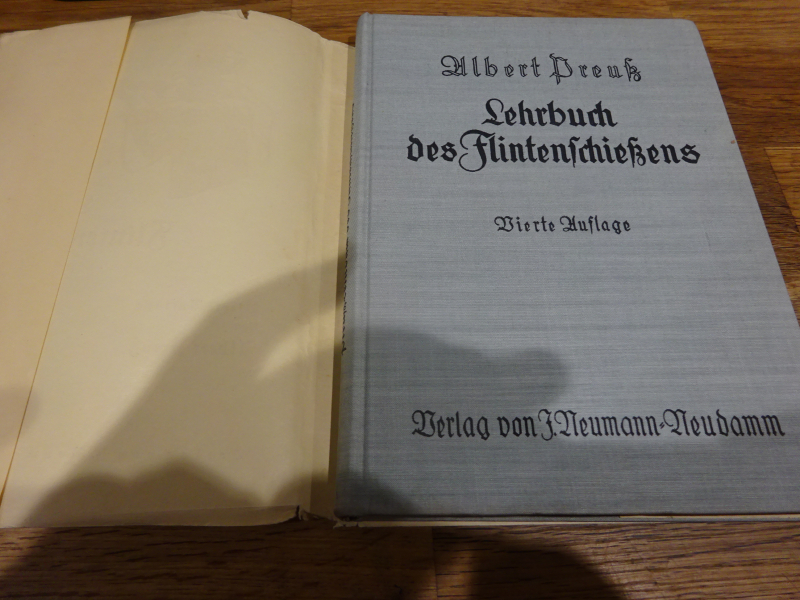 Albert Preuß
Lehrbuch
des Flintenschießens
Vierte Auflage
Verlag von J. Neumann-Neudamm